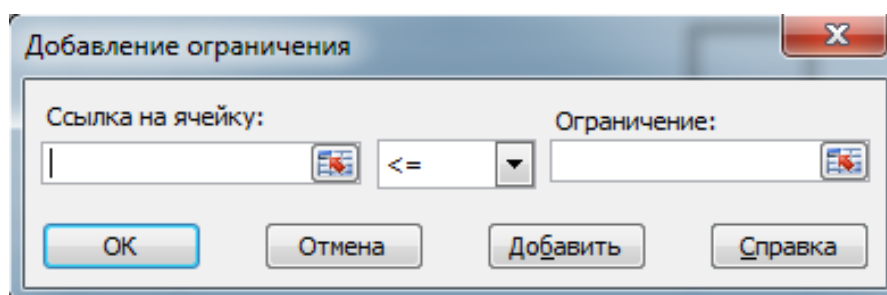 Добавление ограничения
Ссылка на ячейку:
Ограничение:
<=
ОК
Отмена
Добавить
Справка